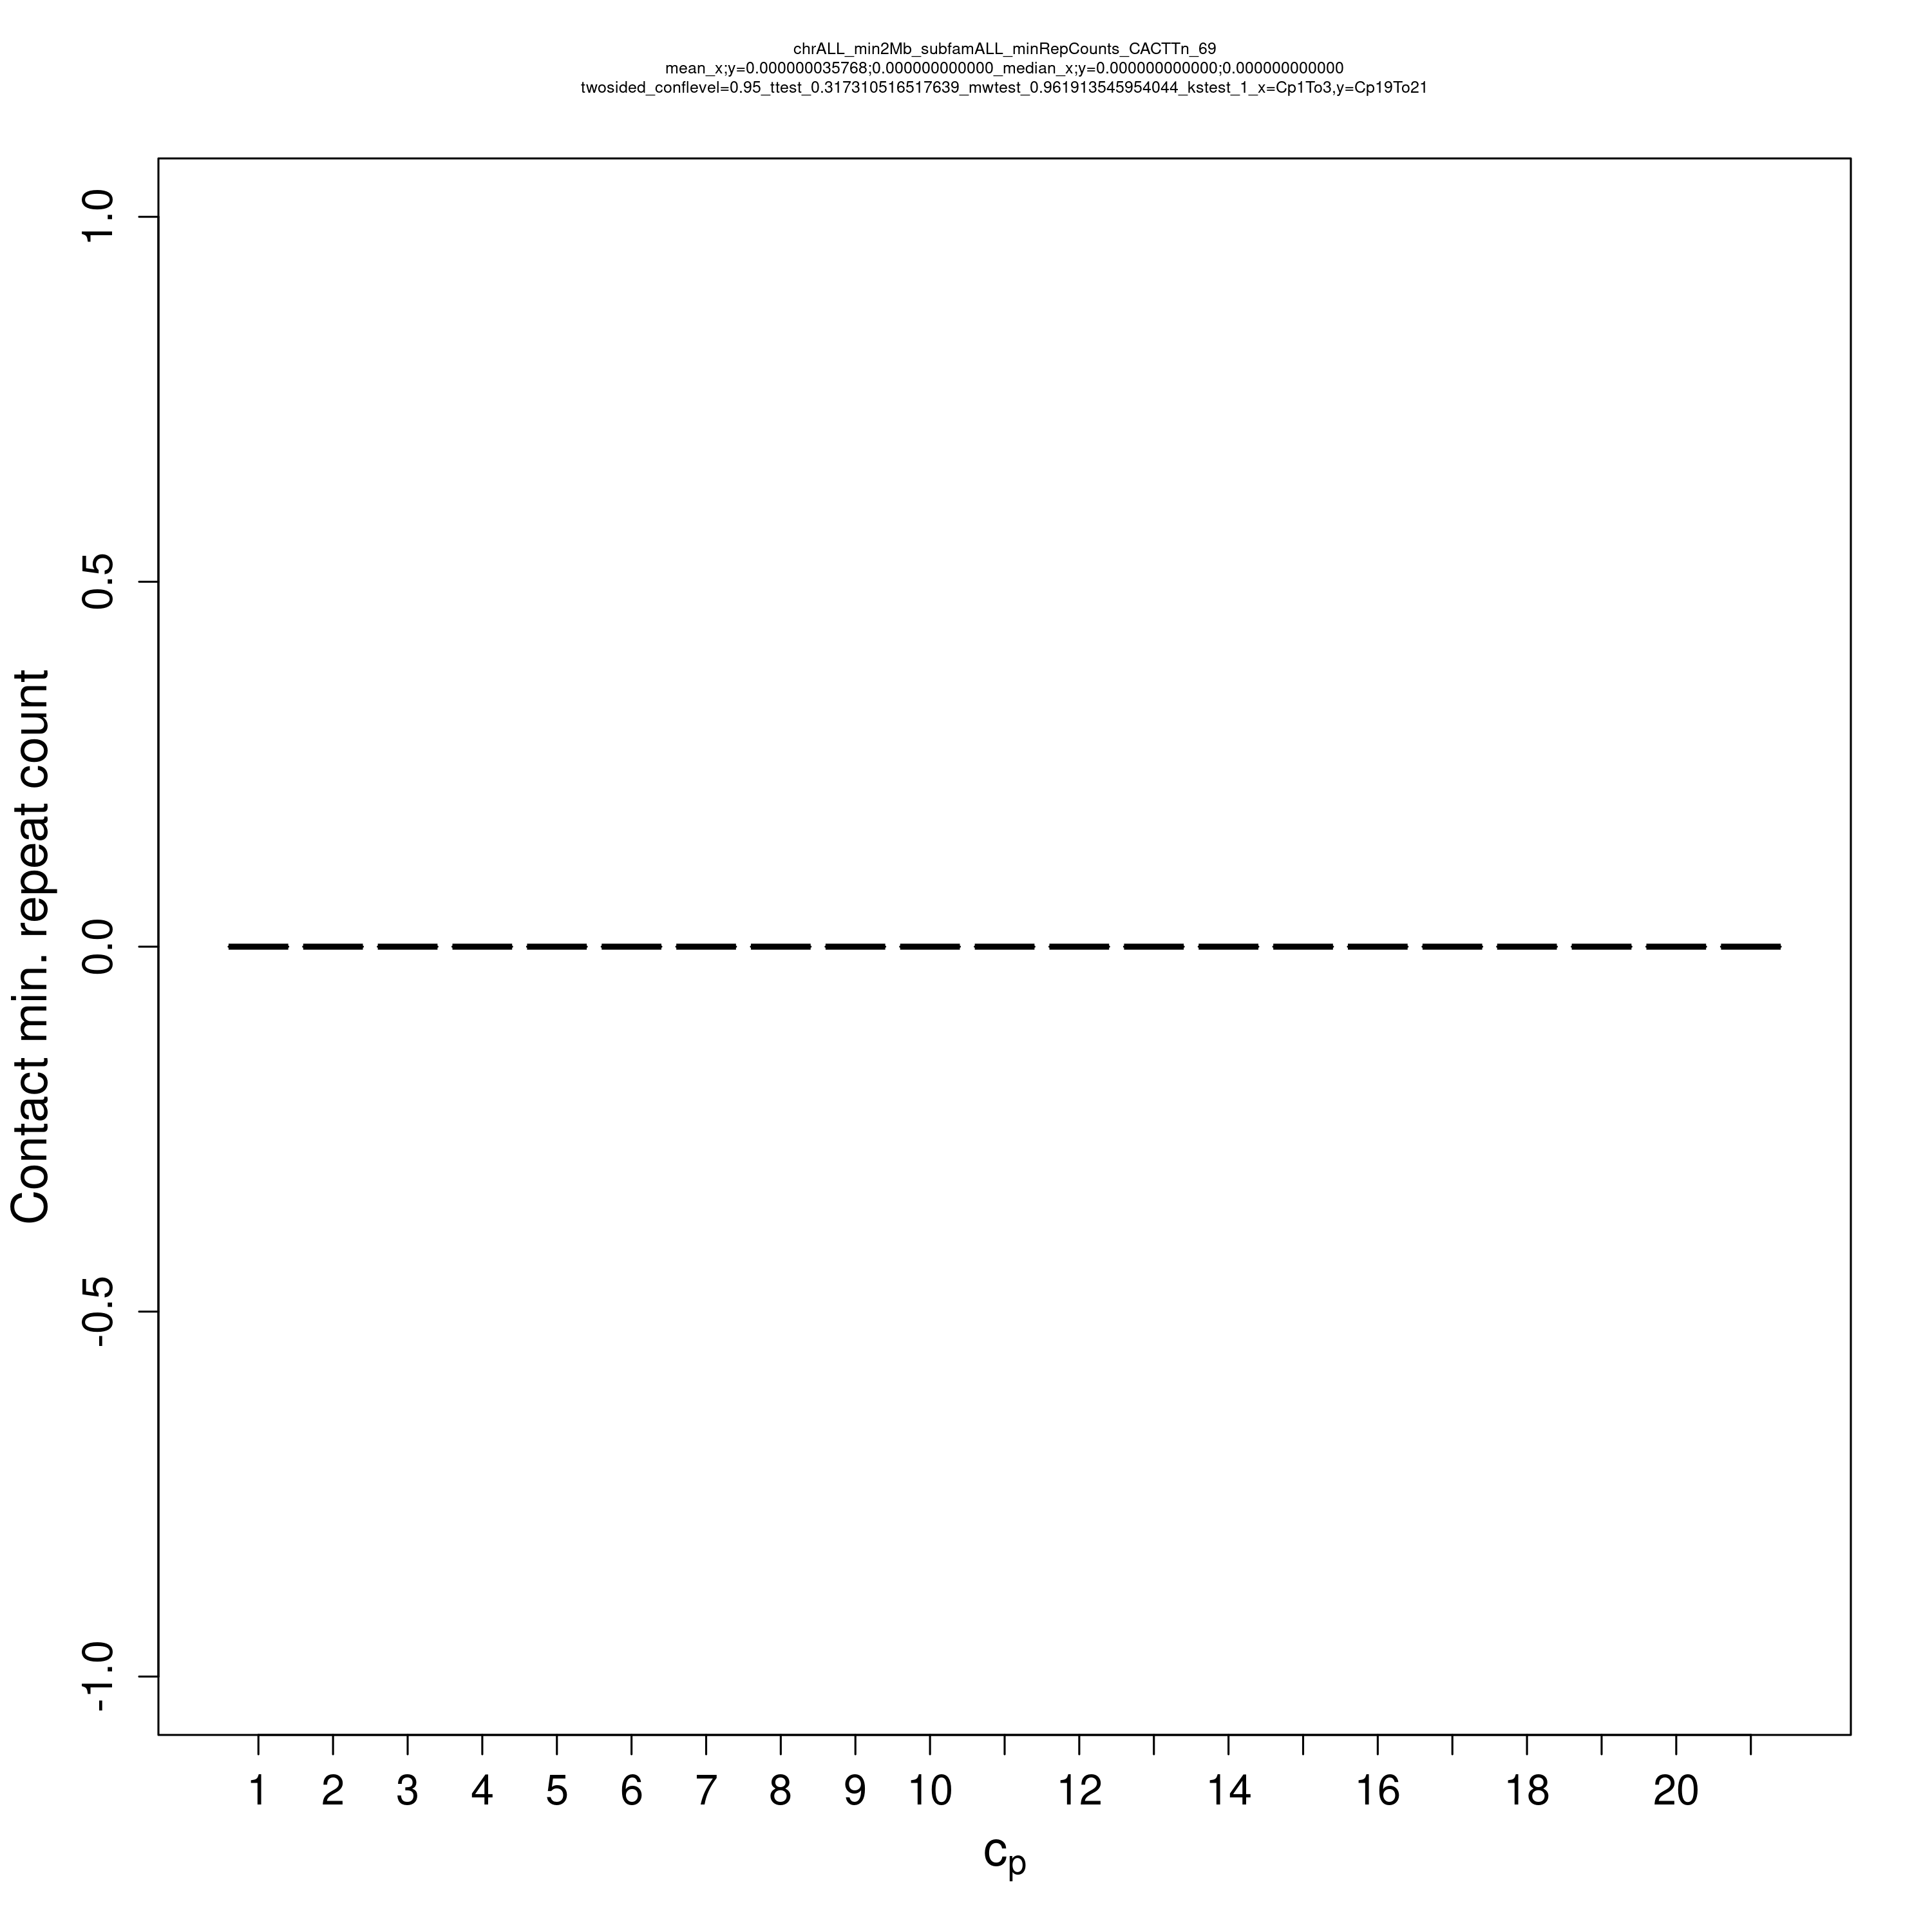 chrALL_min2Mb_subfamALL_minRepCounts_CACTTn_69
mean_x;y=0.000000035768;0.000000000000_median_x;y=0.000000000000;0.000000000000
twosided_conflevel=0.95_ttest_0.317310516517639_mwtest_0.961913545954044_kstest_1_x=Cp1To3,y=Cp19To21
Contact min. repeat count
1.0
0.5
0.0
-0.5
-1.0
1 2 3 4 5 6 7 8 9 10 12 14 16 18 20
cp